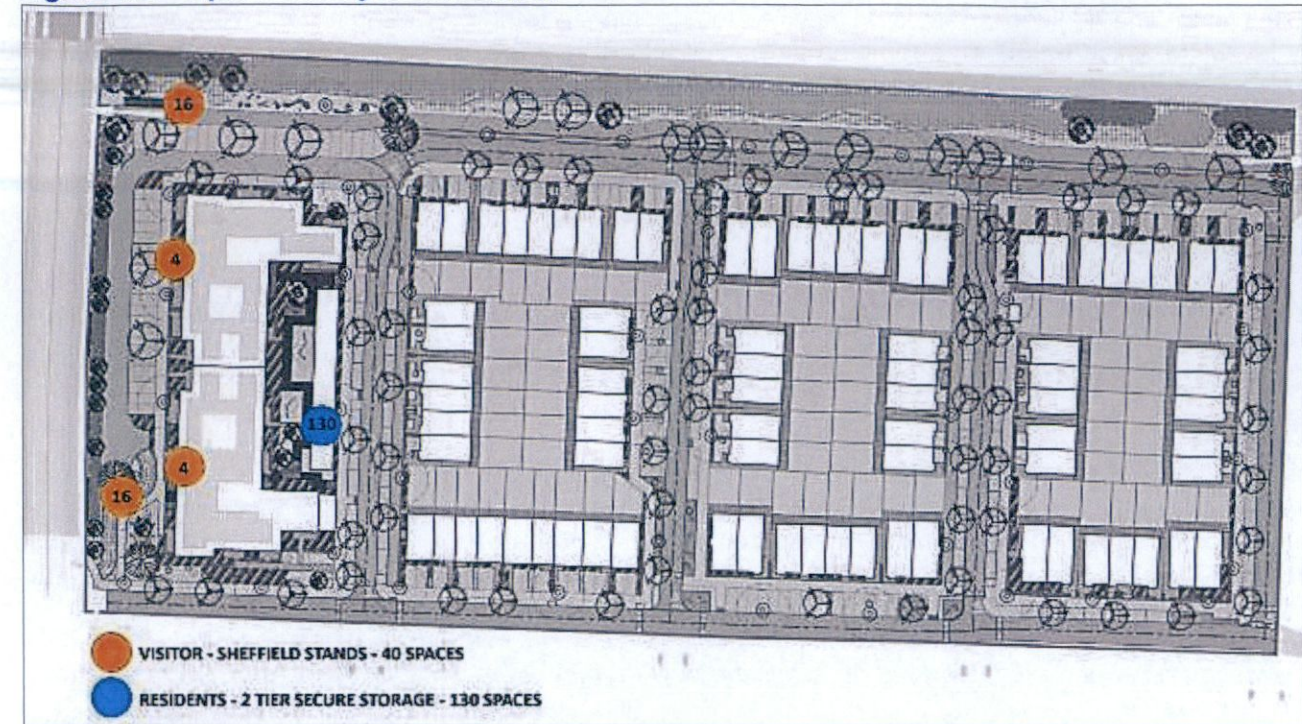 16
4
130
4
16
VISITOR - SHEFFIELD STANDS - 40 SPACES
RESIDENTS - 2 TIER SECURE STORAGE - 130 SPACES